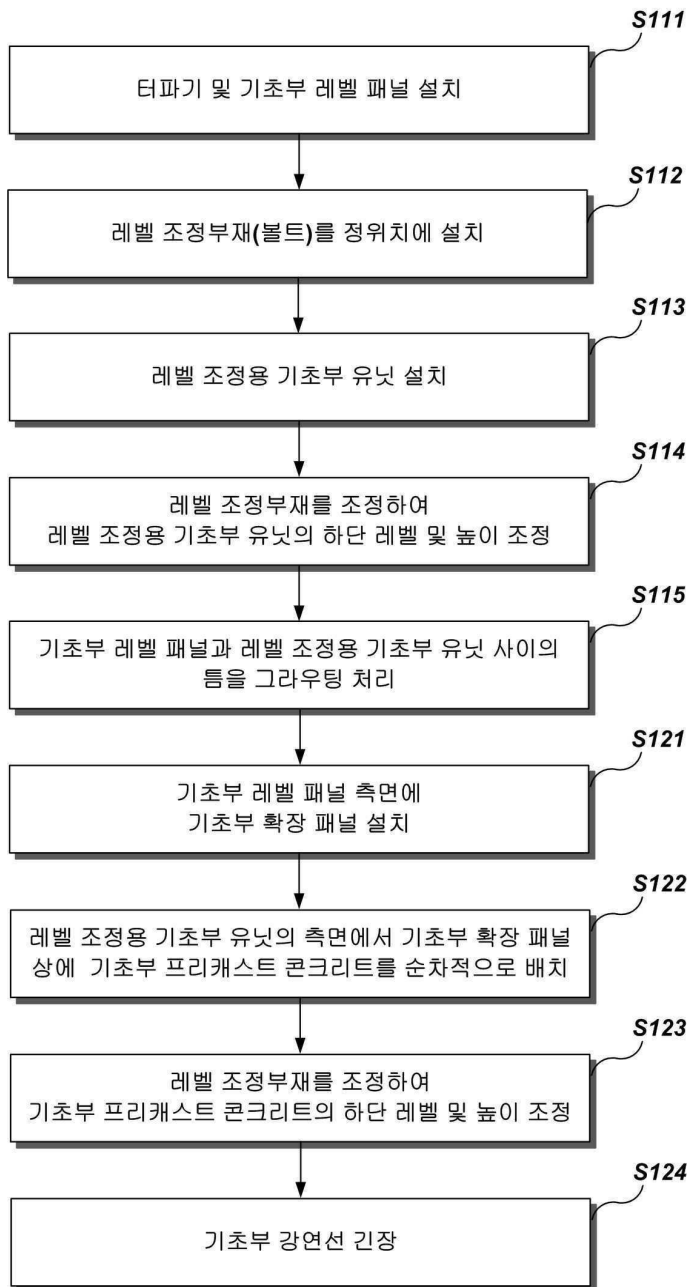 S111
터파기 및 기초부 레벨 패널 설치
S112
레벨 조정부재(볼트)를 정위치에 설치
S113
레벨 조정용 기초부 유닛 설치
S114
레벨 조정부재를 조정하여
레벨 조정용 기초부 유닛의 하단 레벨 및 높이 조정
S115
기초부 레벨 패널과 레벨 조정용 기초부 유닛 사이의
틈을 그라우팅 처리
S121
기초부 레벨 패널 측면에
기초부 확장 패널 설치
S122
레벨 조정용 기초부 유닛의 측면에서 기초부 확장 패널
상에 기초부 프리캐스트 콘크리트를 순차적으로 배치
S123
레벨 조정부재를 조정하여
기초부 프리캐스트 콘크리트의 하단 레벨 및 높이 조정
S124
기초부 강연선 긴장